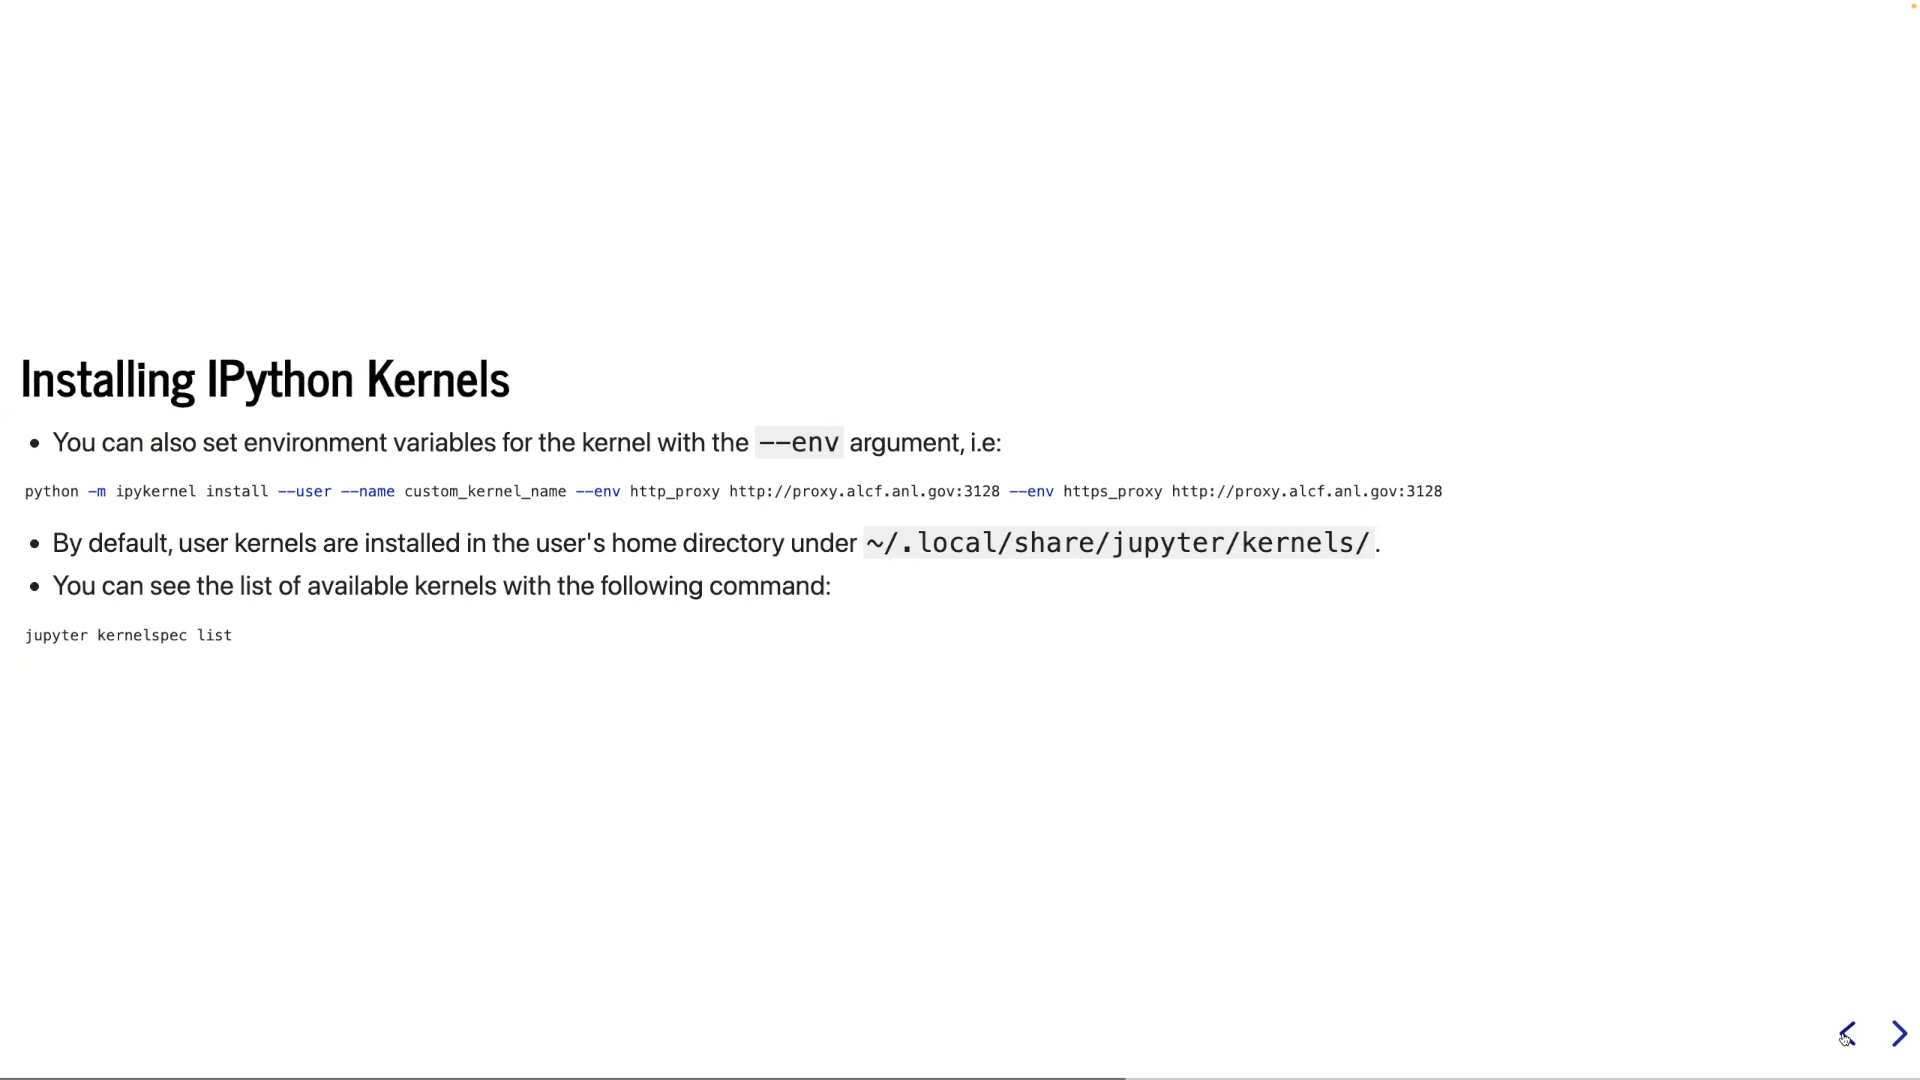 Installing IPython Kernels
• You can also set environment variables for the kernel with the --env argument, i.e:
python -m ipykernel install --user --name custom_kernel_name --env http_proxy http://proxy.alcf.anl.gov:3128 --env https_proxy http://proxy.alcf.anl.gov:3128
• By default, user kernels are installed in the user's home directory under ~/.local/share/jupyter/kernels/.
• You can see the list of available kernels with the following command:
jupyter kernelspec list